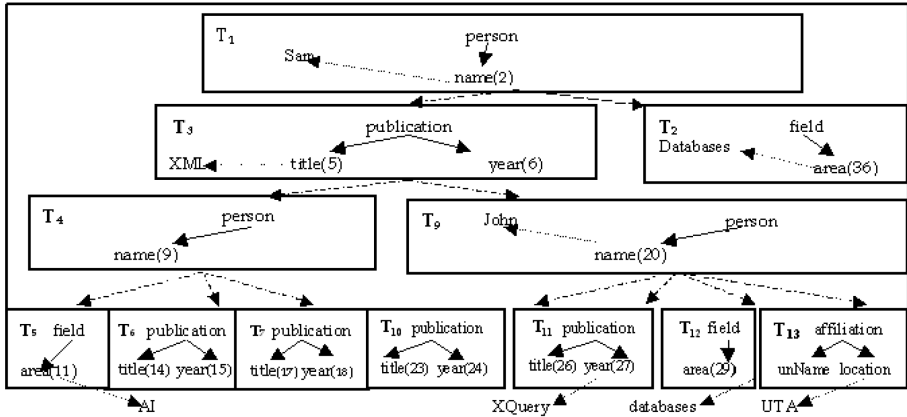 T1 person
Sam
name(2)
T3 publication
XML title(5) year(6)
T2 field
Databases
area(36)
T4 person
name(9)
T9 John person
name(20)
T5 field
area(11)
T6 publication
title(14) year(15)
T7 publication
title(17) year(18)
T10 publication
title(23) year(24)
T11 publication
title(26) year(27)
T12 field
area(29)
T13 affiliation
unName location
AI XQuery databases UTA